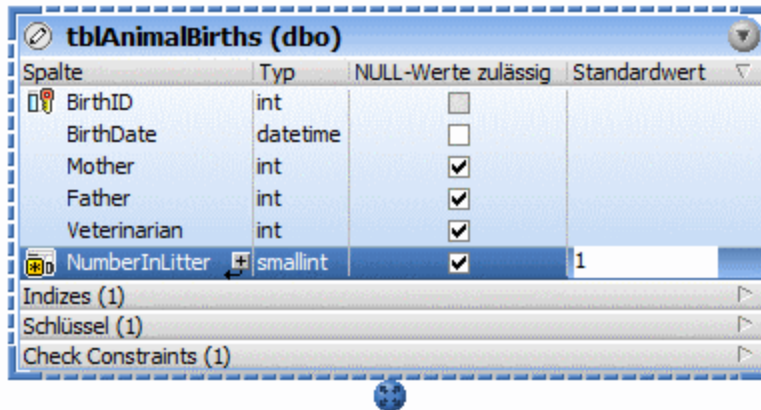 tblAnimalBirths (dbo)
Spalte Typ NULL-Werte zulässig Standardwert
BirthID int
BirthDate datetime
Mother int
Father int
Veterinarian int
NumberInLitter smallint 1
Indizes (1)
Schlüssel (1)
Check Constraints (1)